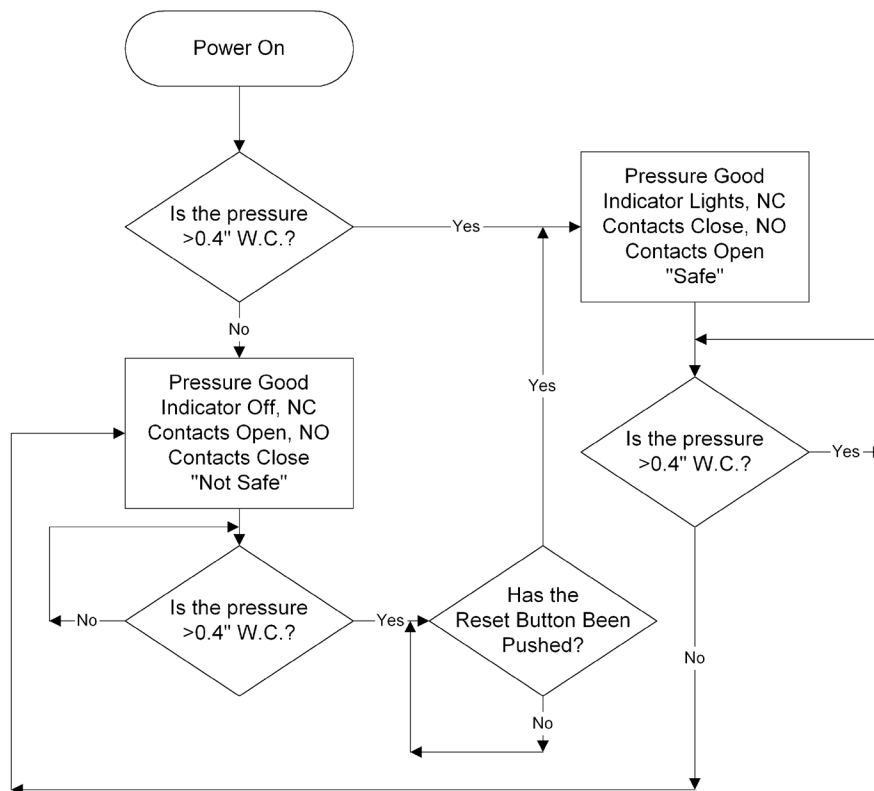 Power On
Is the pressure
>0.4" W.C.?
Yes
Pressure Good
Indicator Lights, NC
Contacts Close, NO
Contacts Open
"Safe"
No
Pressure Good
Indicator Off, NC
Contacts Open, NO
Contacts Close
"Not Safe"
Yes
Is the pressure
>0.4" W.C.?
Yes
Is the pressure
>0.4" W.C.?
No
Yes
Has the
Reset Button Been
Pushed?
No
No